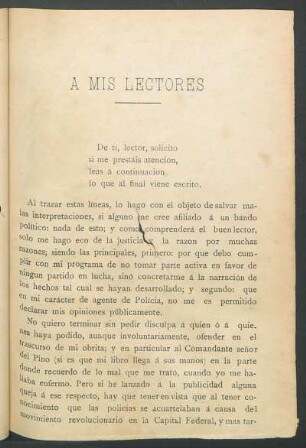 A MIS LECTORES
De ti, lector, solicito
si me prestáis atención,
leas á continuación
lo que al final viene escrito.
Al trazar estas líneas, lo hago con el objeto de salvar ma-
las interpretaciones, si alguno me cree afiliado á un bando
político: nada de esto; y como comprenderá el buen lector,
solo me hago eco de la justicia y la razon por muchas
razones; siendo las principales, primero: por que debo cum-
plir con mi programa de no tomar parte activa en favor de
ningun partido en lucha, sinó concretarme á la narración de
los hechos tal cual se hayan desarrollado; y segundo: que
en mi carácter de agente de Policía, no me es permitido
declarar mis opiniones públicamente.
No quiero terminar sin pedir disculpa á quien ó á quie-
nes haya podido, aunque involuntariamente, ofender en el
trascurso de mi obrita; y en particular al Comandante señor
del Pino (si es que mi libro llega á sus manos) en la parte
donde recuerdo de lo mal que me trató, cuando yo me ha-
llaba enfermo. Pero si he lanzado á la publicidad alguna
queja á ese respecto, hay que tener en vista que al tener co-
nocimiento que las policías se acuartelaban á causa del
movimiento revolucionario en la Capital Federal, y mas tar-